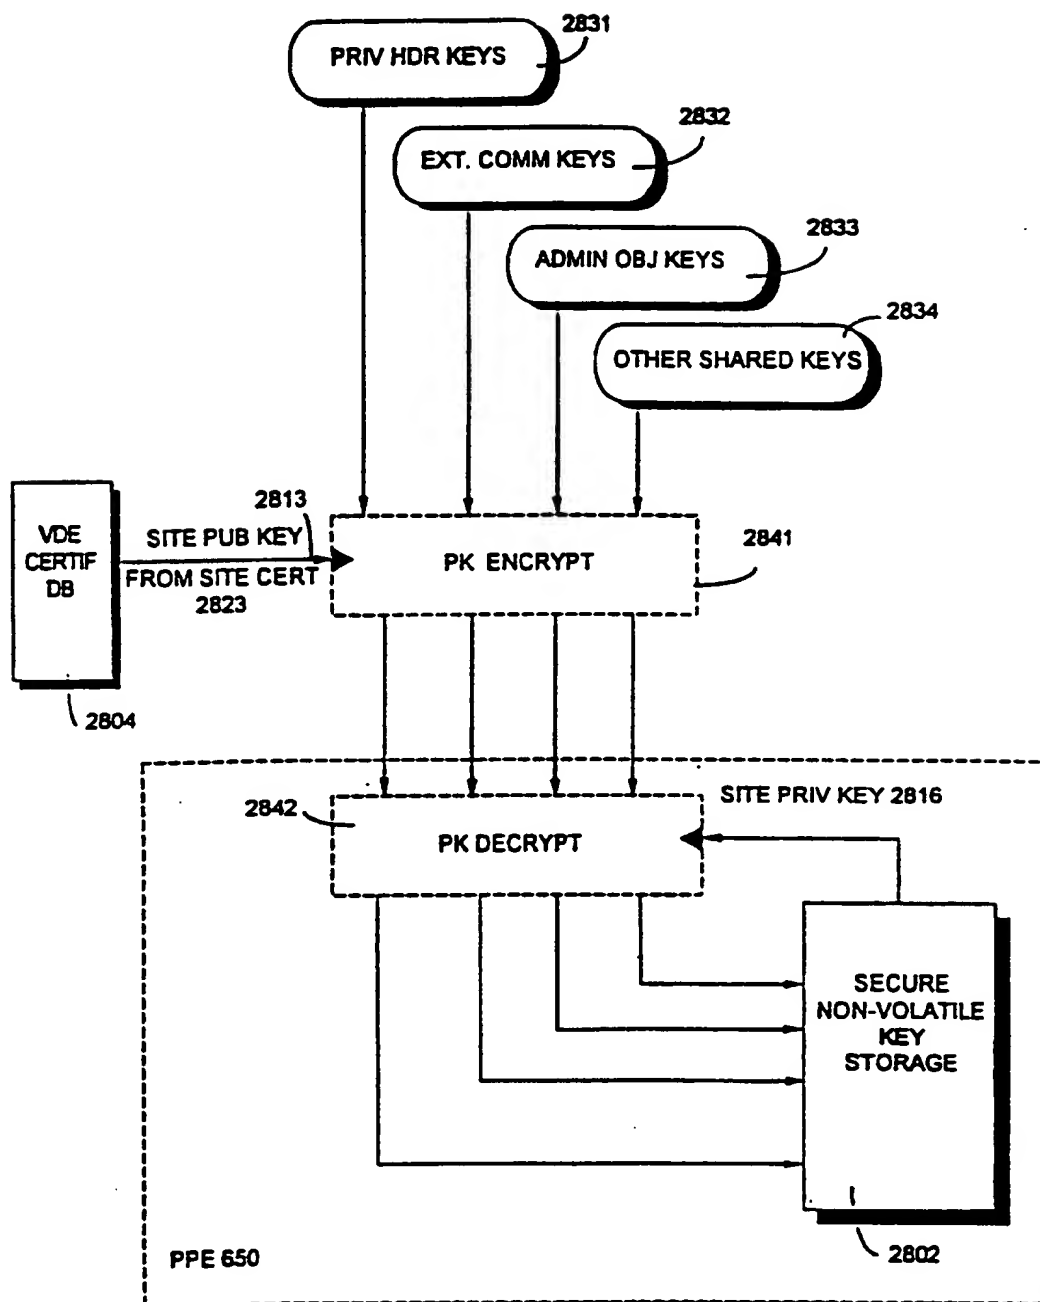 2831
PRIV HDR KEYS
2832
EXT. COMM KEYS
2833
ADMIN OBJ KEYS
2834
OTHER SHARED KEYS
2813
VDE
CERTIF
DB
SITE PUB KEY
FROM SITE CERT
2823
PK ENCRYPT
2841
2804
2842
PK DECRYPT
SITE PRIV KEY 2816
SECURE
NON-VOLATILE
KEY
STORAGE
2802
PPE 650